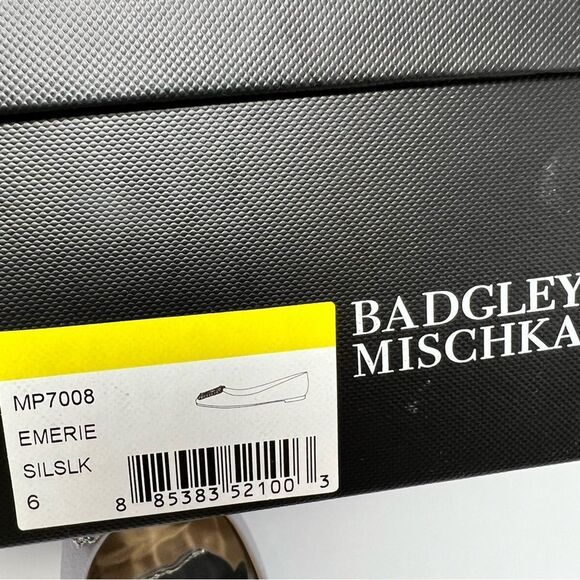 BADGLEY
MISCHKA
MP7008
EMERIE
SILSLK
6
8 85383 52100 3